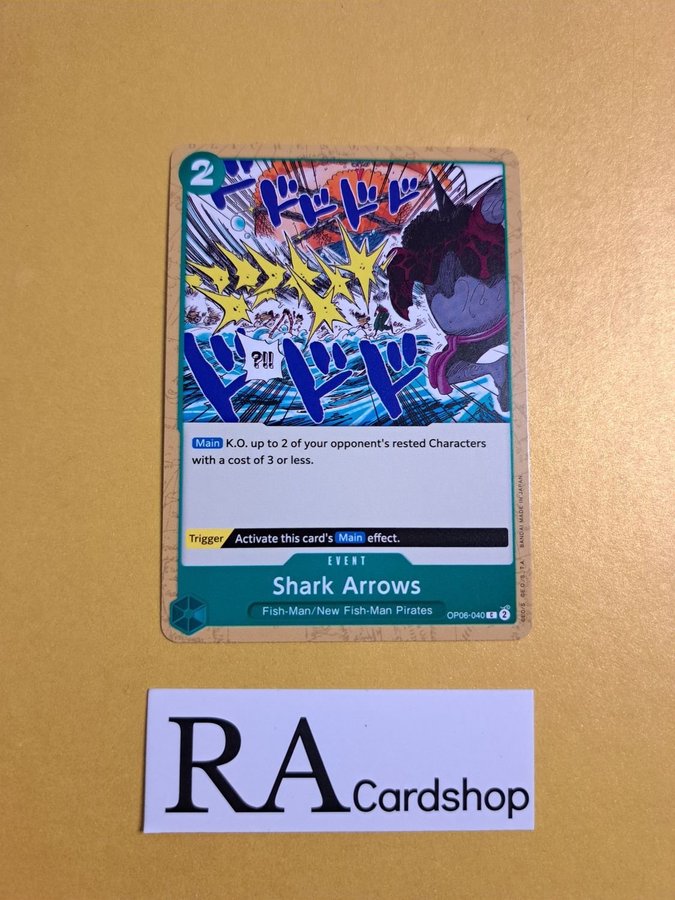 2
ド
ドドドド
?!!
ドドドド
Main K.O. up to 2 of your opponent's rested Characters
with a cost of 3 or less.
Trigger Activate this card's Main effect.
EVENT
Shark Arrows
Fish-Man/New Fish-Man Pirates
OP06-040 C 2
BANDAI MADE IN JAPAN
RA Cardshop